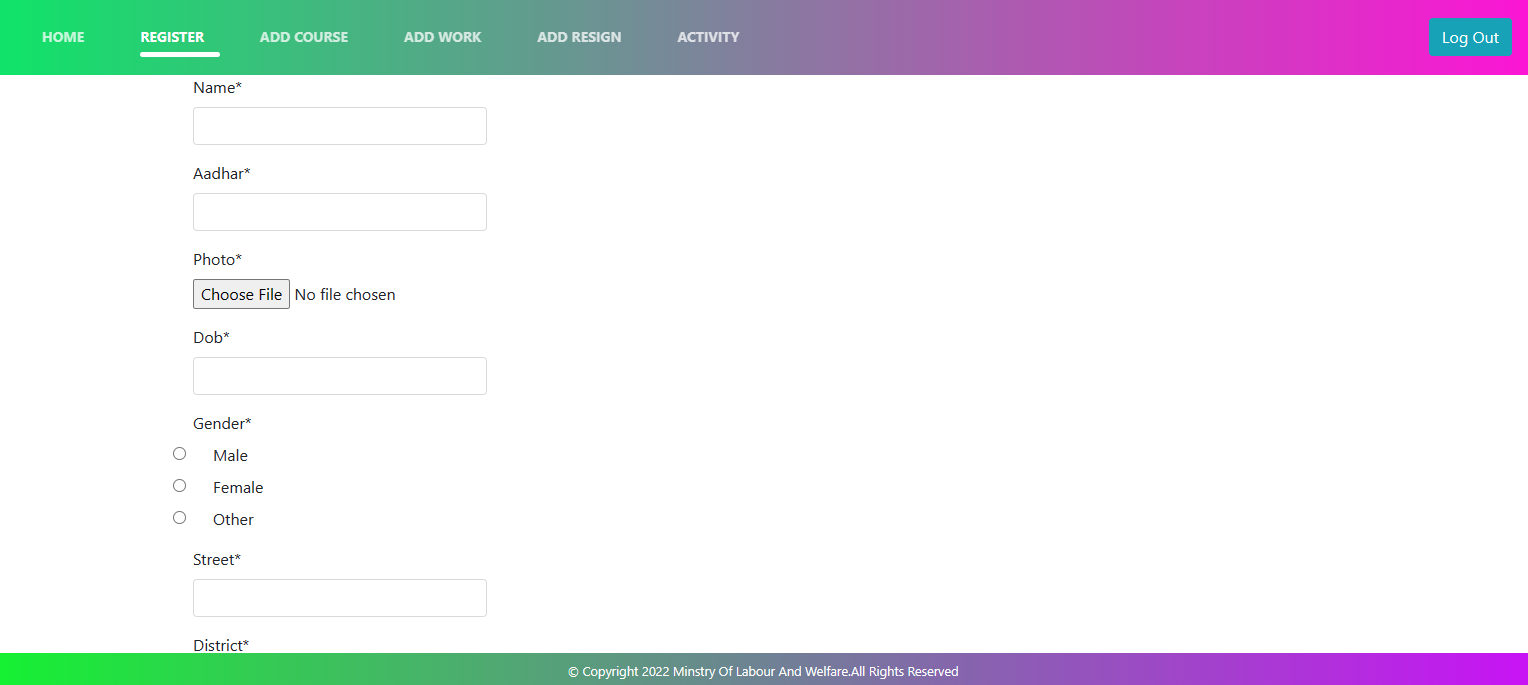 HOME REGISTER ADD COURSE ADD WORK ADD RESIGN ACTIVITY Log Out
Name*
Aadhar*
Photo*
Choose File No file chosen
Dob*
Gender*
Male
Female
Other
Street*
District*
© Copyright 2022 Minstry Of Labour And Welfare.All Rights Reserved